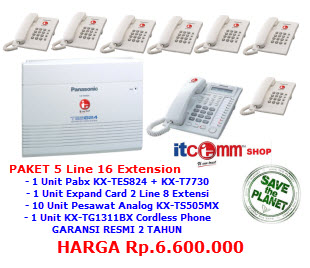 Panasonic
TES824
itcomm SHOP
PAKET 5 Line 16 Extension
- 1 Unit Pabx KX-TES824 + KX-T7730
- 1 Unit Expand Card 2 Line 8 Extensi
- 10 Unit Pesawat Analog KX-TS505MX
- 1 Unit KX-TG1311BX Cordless Phone
GARANSI RESMI 2 TAHUN
HARGA Rp.6.600.000
SAVE THE
PLANET